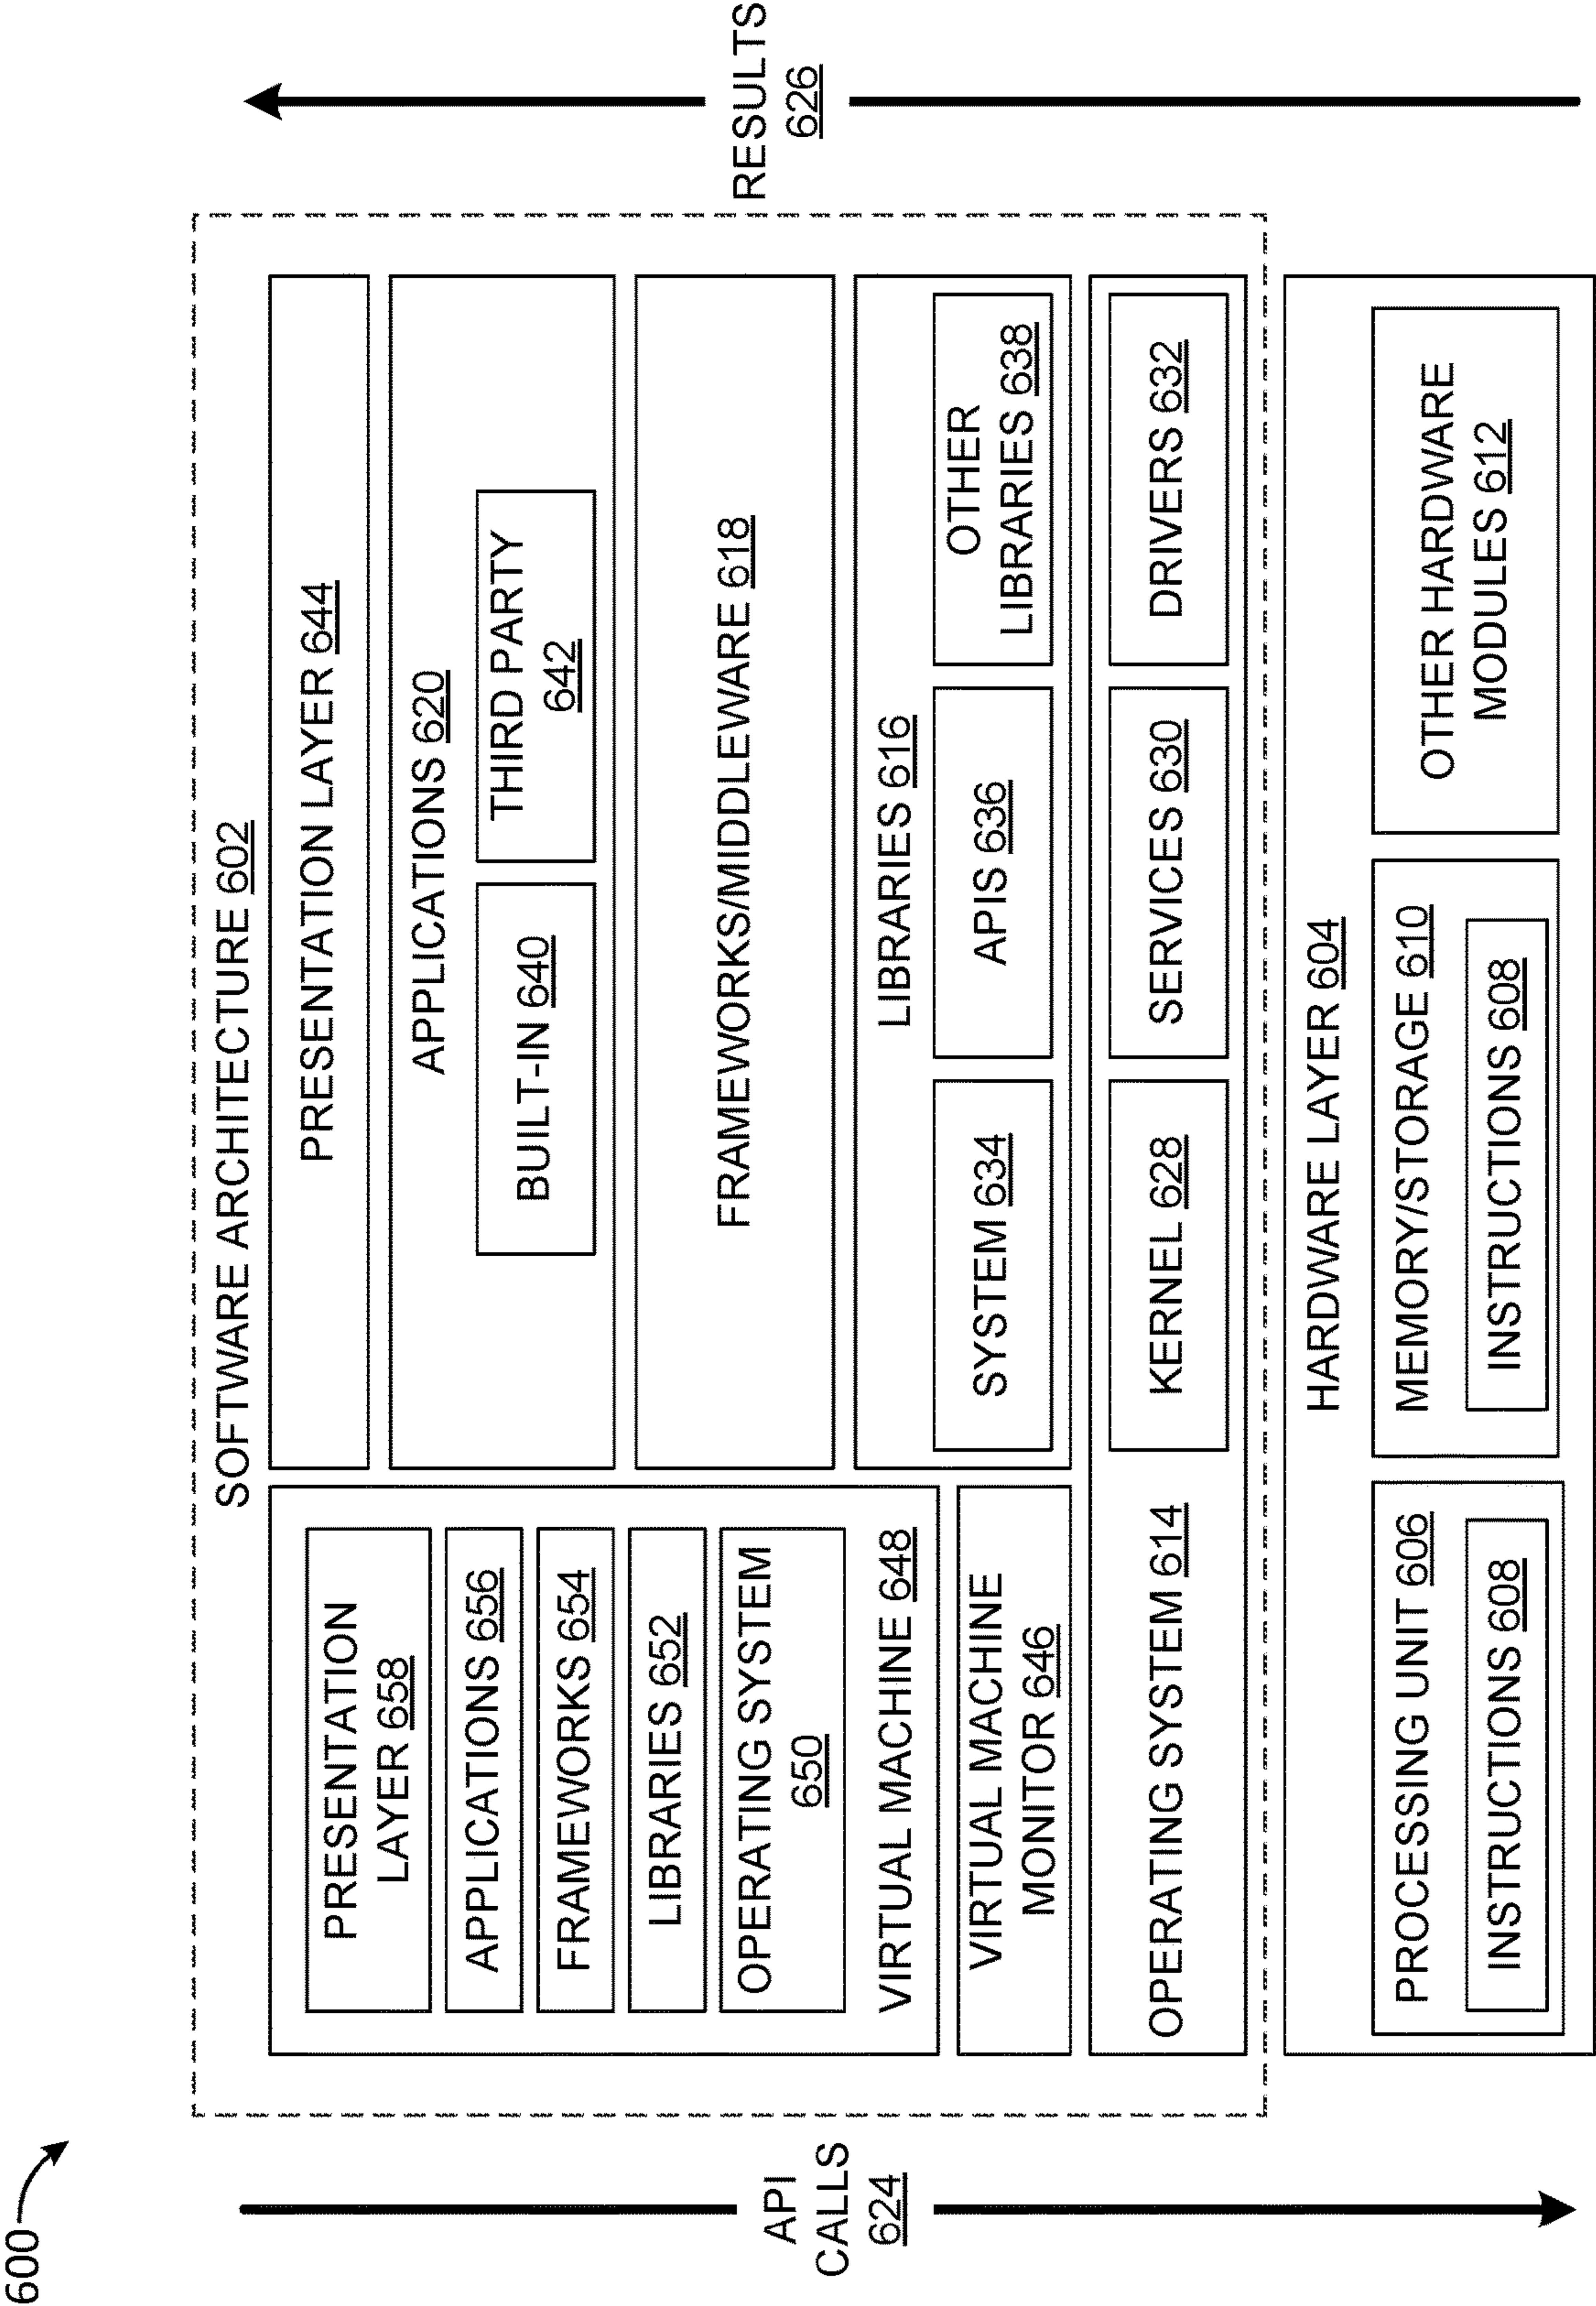 600
SOFTWARE ARCHITECTURE 602
PRESENTATION
LAYER 658
APPLICATIONS 656
FRAMEWORKS 654
LIBRARIES 652
OPERATING SYSTEM
650
VIRTUAL MACHINE 648
VIRTUAL MACHINE
MONITOR 646
PRESENTATION LAYER 644
APPLICATIONS 620
BUILT-IN 640
THIRD PARTY
642
FRAMEWORKS/MIDDLEWARE 618
LIBRARIES 616
SYSTEM 634
APIS 636
OTHER
LIBRARIES 638
OPERATING SYSTEM 614
KERNEL 628
SERVICES 630
DRIVERS 632
HARDWARE LAYER 604
PROCESSING UNIT 606
INSTRUCTIONS 608
MEMORY/STORAGE 610
INSTRUCTIONS 608
OTHER HARDWARE
MODULES 612
API
CALLS
624
RESULTS
626